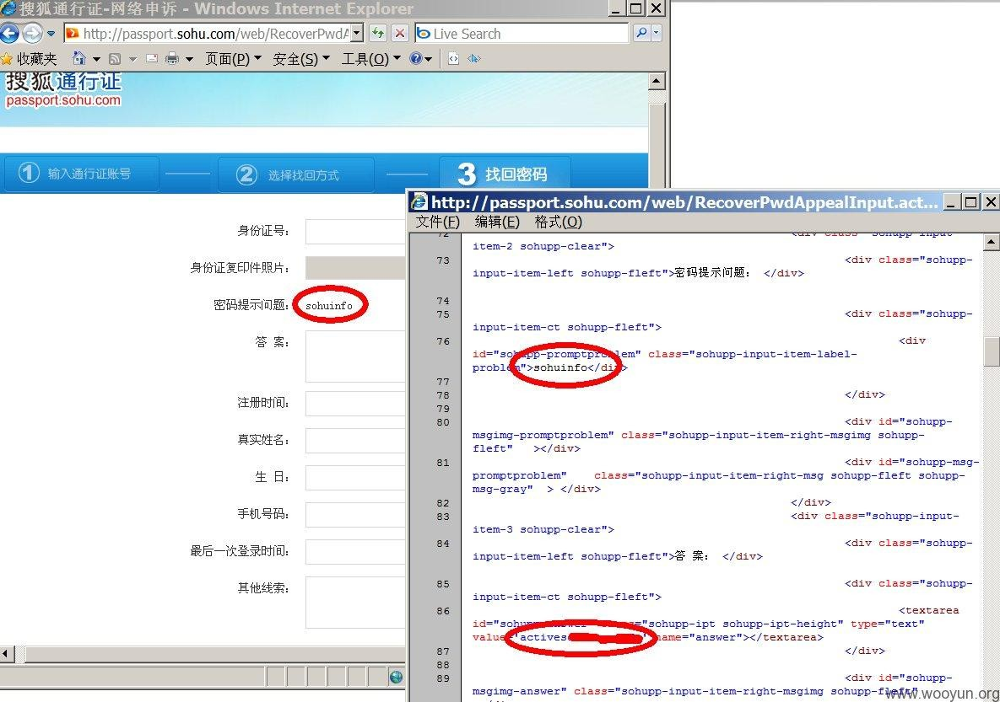 搜狐通行证-网络申诉 - Windows Internet Explorer
http://passport.sohu.com/web/RecoverPwdA
Live Search
收藏夹
页面(P)
安全(S)
工具(O)
搜狐通行证
passport.sohu.com
1 输入通行证账号
2 选择找回方式
3 找回密码
身份证号:
身份证复印件照片:
密码提示问题: sohuinfo
答 案:
注册时间:
真实姓名:
生 日:
手机号码:
最后一次登录时间:
其他线索:
http://passport.sohu.com/web/RecoverPwdAppealInput.act...
文件(F) 编辑(E) 格式(O)
72 <div class="sohupp-input-
item-2 sohupp-clear">
73 <div class="sohupp-
input-item-left sohupp-fleft">密码提示问题: </div>
74
75 <div class="sohupp-
input-item-ct sohupp-fleft">
76 <div
id="sohupp-promptproblem" class="sohupp-input-item-label-
problem">sohuinfo</div>
77
78 </div>
79
80 <div id="sohupp-
msgimg-promptproblem" class="sohupp-input-item-right-msgimg sohupp-
fleft" ></div>
81 <div id="sohupp-msg-
promptproblem" class="sohupp-input-item-right-msg sohupp-fleft sohupp-
msg-gray" > </div>
82 </div>
83 <div class="sohupp-input-
item-3 sohupp-clear">
84 <div class="sohupp-
input-item-left sohupp-fleft">答 案: </div>
85 <div class="sohupp-
input-item-ct sohupp-fleft">
86 <textarea
id="sohupp-answer" class="sohupp-ipt sohupp-ipt-height" type="text"
value="actives name="answer"></textarea>
87 </div>
88
89 <div id="sohupp-
msgimg-answer" class="sohupp-input-item-right-msgimg sohupp-fleft"
www.wooyun.org